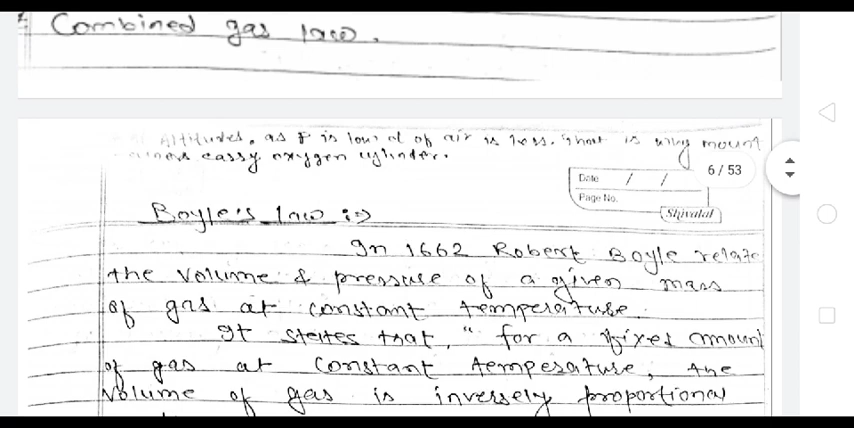 Combined gas law.
Altitudes, as P is low, d of air is less. That is why mount
carry oxygen cylinder.
6 / 53
Date / /
Page No.
Shivalal
Boyle's law :⇒
In 1662 Robert Boyle relate
the volume & pressure of a given mass
of gas at constant temperature.
It states that, " for a fixed amount
of gas at constant temperature, the
volume of gas is inversely proportional